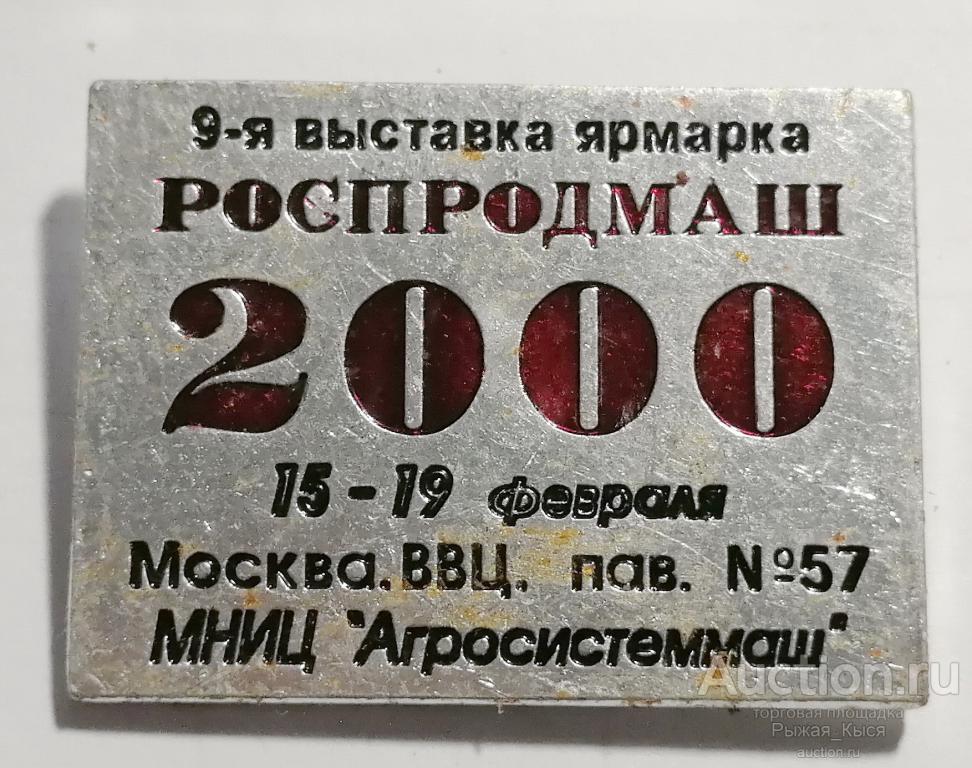 9-я выставка ярмарка
РОСПРОДМАШ
2000
15-19 февраля
Москва.ВВЦ. пав. №57
МНИЦ "Агросистеммаш"
Auction.ru
торговая площадка
Рыжая_Кыся
auction.ru